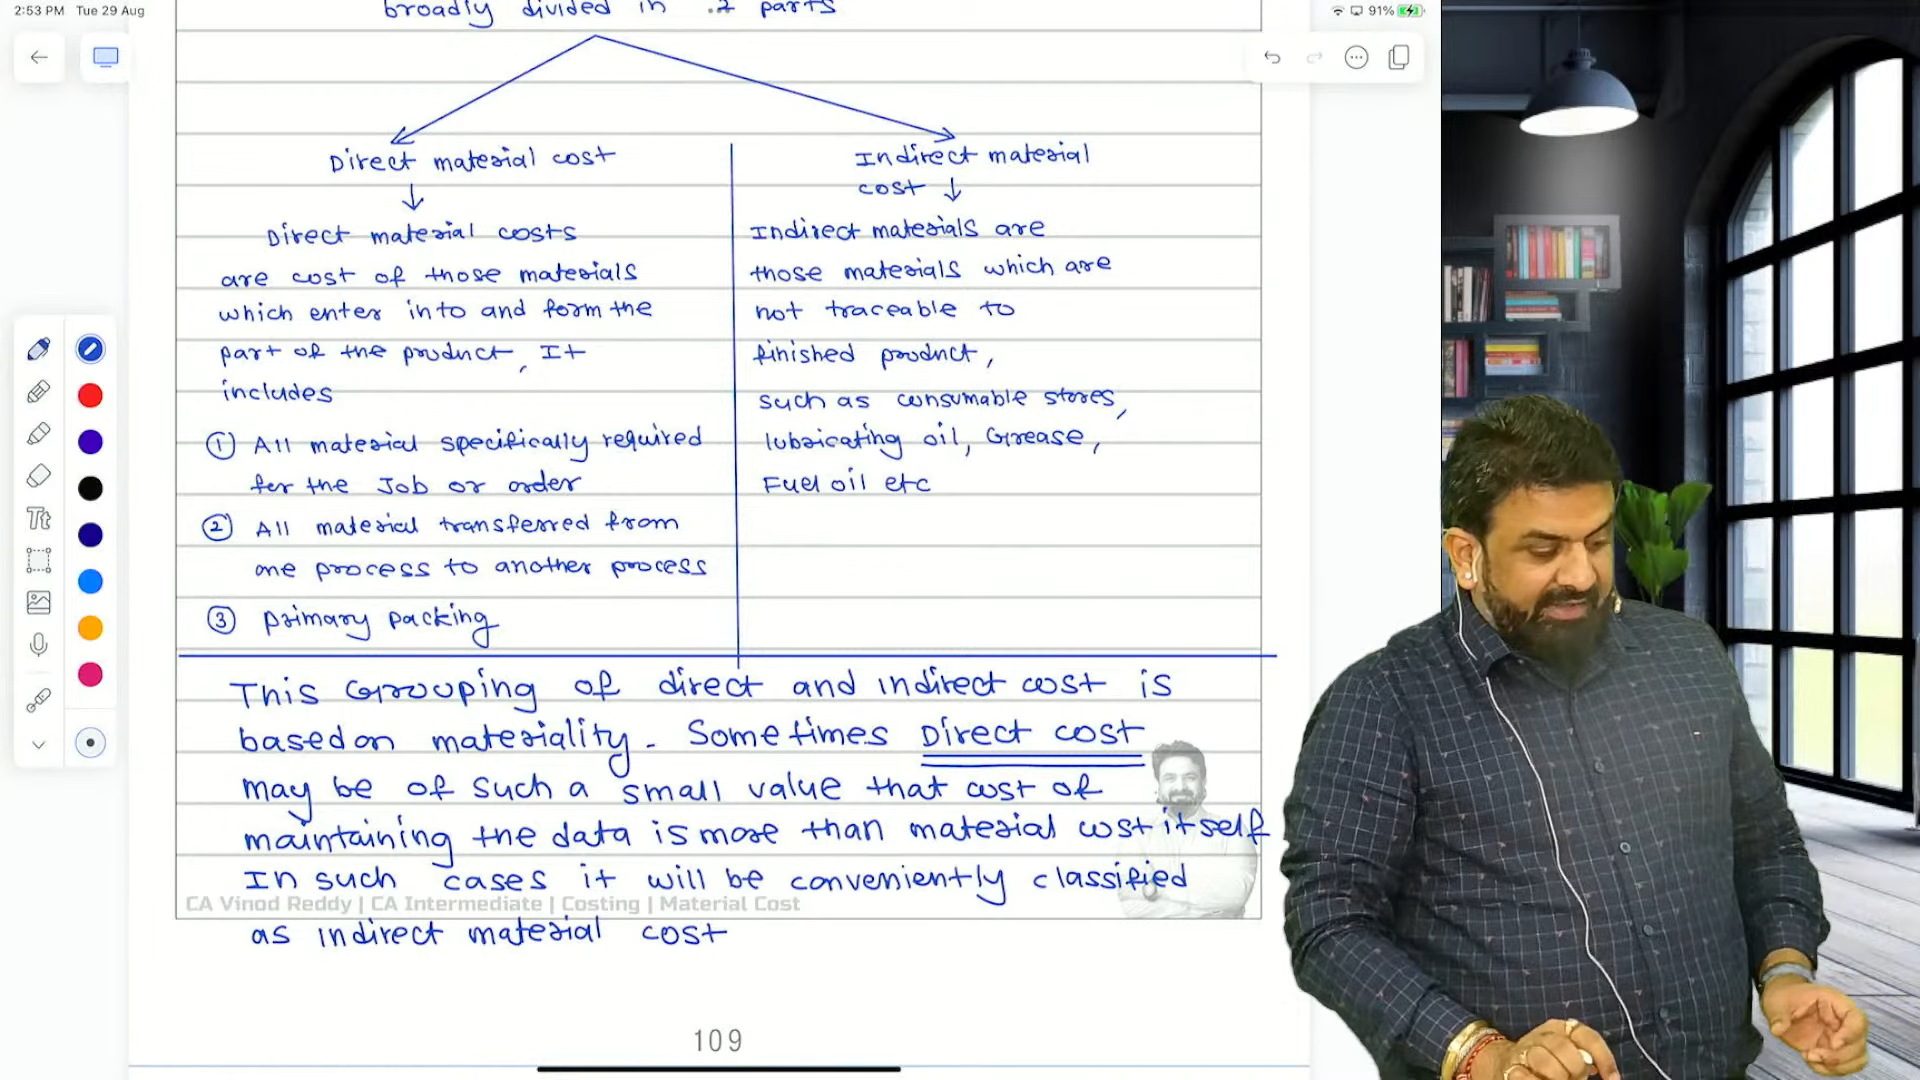 2:53 PM Tue 29 Aug
91%
broadly divided in 2 parts
Direct material cost
Direct material costs
are cost of those materials
which enter into and form the
part of the product, It
includes
① All material specifically required
for the Job or order
② All material transferred from
one process to another process
③ Primary packing
Indirect material
cost
Indirect materials are
those materials which are
not traceable to
finished product,
such as consumable stores,
lubricating oil, Grease,
Fuel oil etc
This Grouping of direct and indirect cost is
based on materiality. Sometimes Direct cost
may be of such a small value that cost of
maintaining the data is more than material cost itself
In such cases it will be conveniently classified
CA Vinod Reddy | CA Intermediate | Costing | Material Cost
as indirect material cost
109
Tt